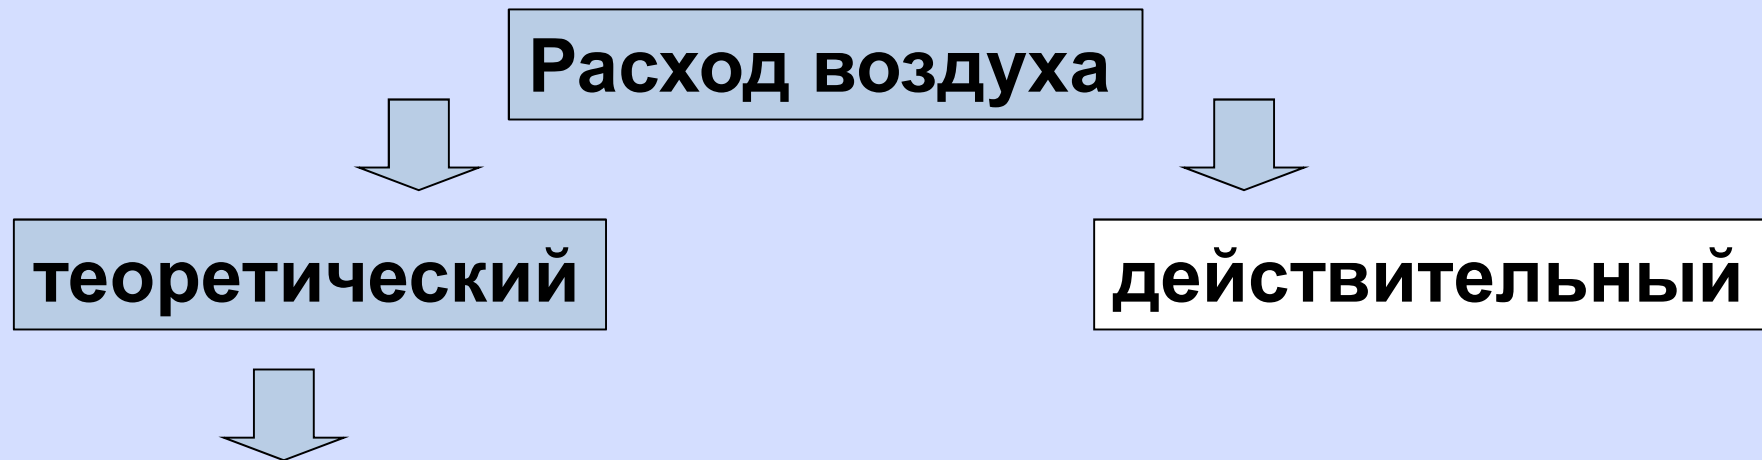 Расход воздуха
теоретический
действительный